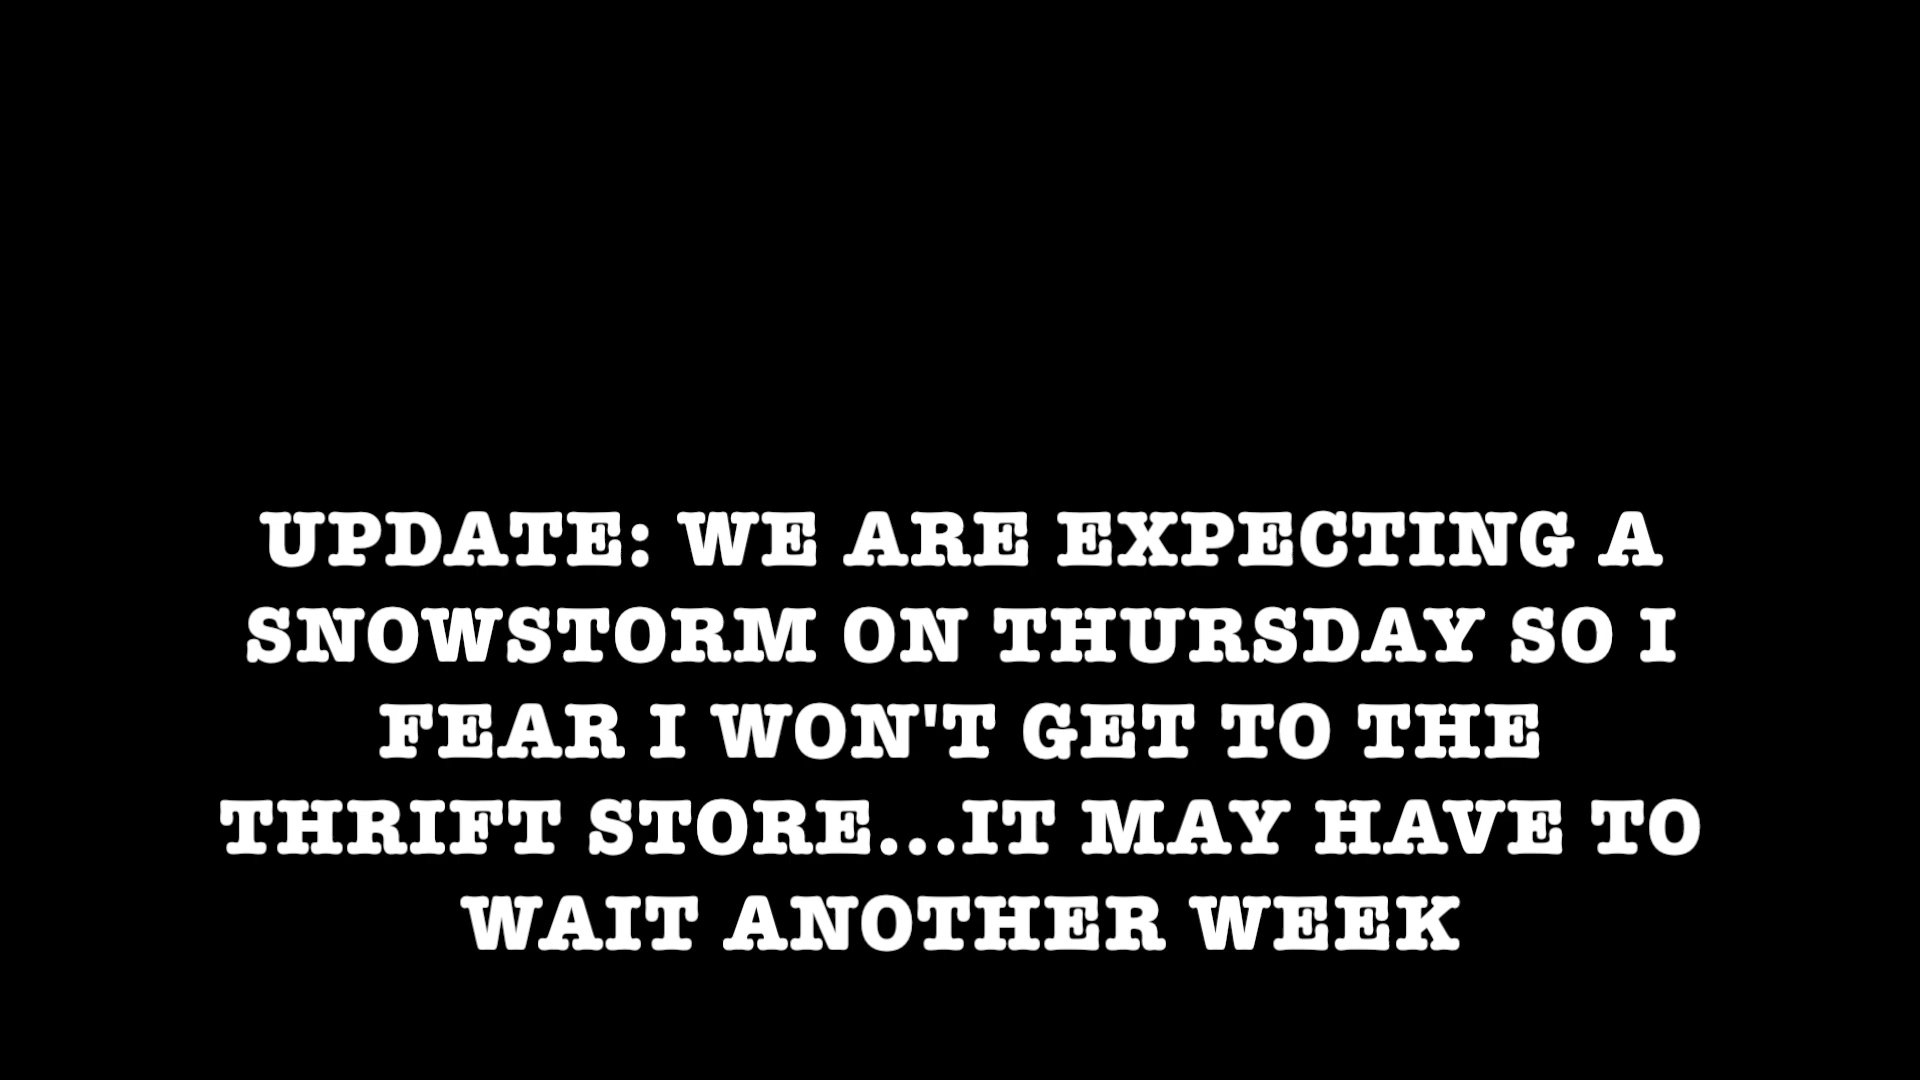 UPDATE: WE ARE EXPECTING A
SNOWSTORM ON THURSDAY SO I
FEAR I WON'T GET TO THE
THRIFT STORE...IT MAY HAVE TO
WAIT ANOTHER WEEK